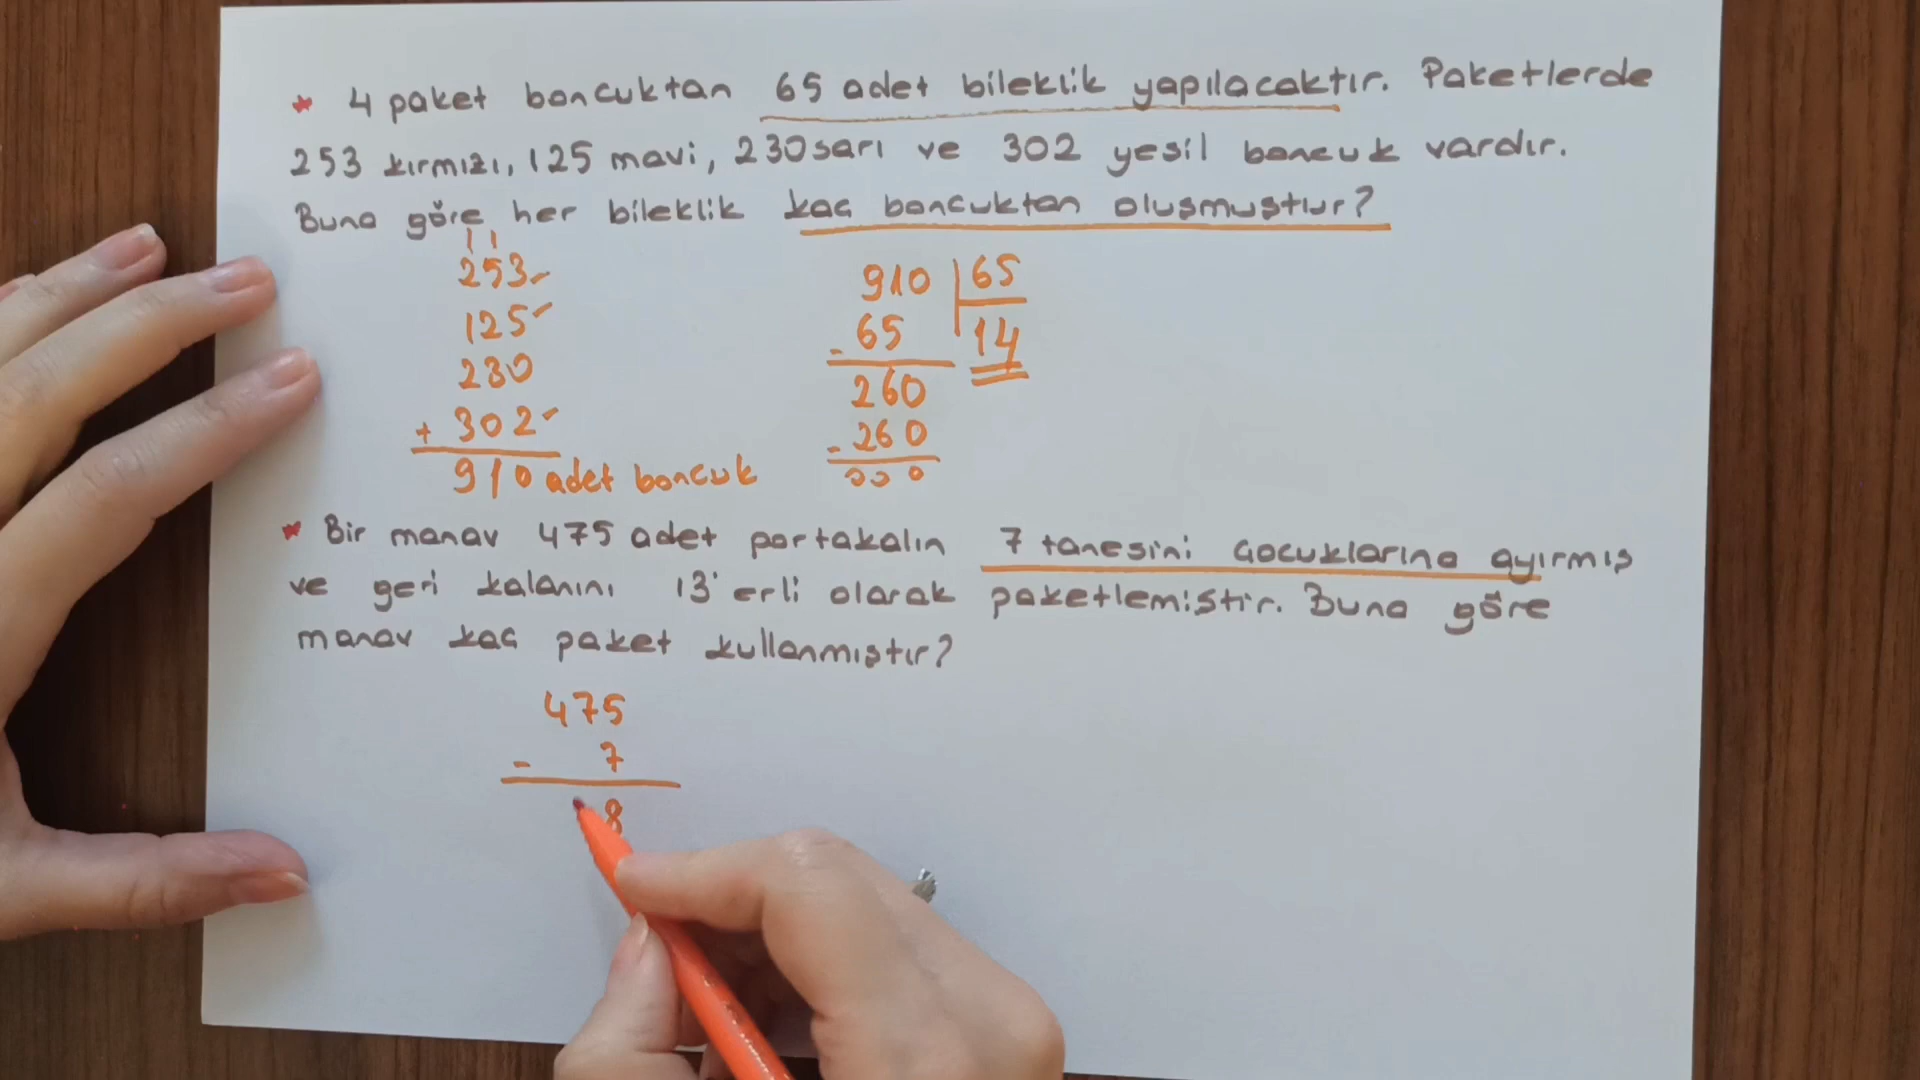 * 4 paket boncuktan 65 adet bileklik yapılacaktır. Paketlerde
253 kırmızı, 125 mavi, 230 sarı ve 302 yesil boncuk vardır.
Buna göre her bileklik kaç boncuktan oluşmuştur?
1 1
253
125
230
+ 302
910 adet boncuk
910 | 65
- 65 14
260
- 260
000
* Bir manav 475 adet portakalın 7 tanesini çocuklarına ayırmış
ve geri kalanını 13'erli olarak paketlemiştir. Buna göre
manav kaç paket kullanmıştır?
475
- 7
8